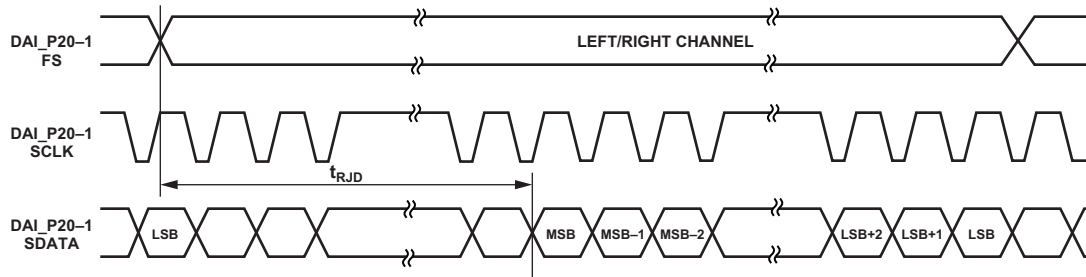 DAI_P20–1
FS
LEFT/RIGHT CHANNEL
DAI_P20–1
SCLK
tRJD
DAI_P20–1
SDATA
LSB
MSB
MSB–1
MSB–2
LSB+2
LSB+1
LSB